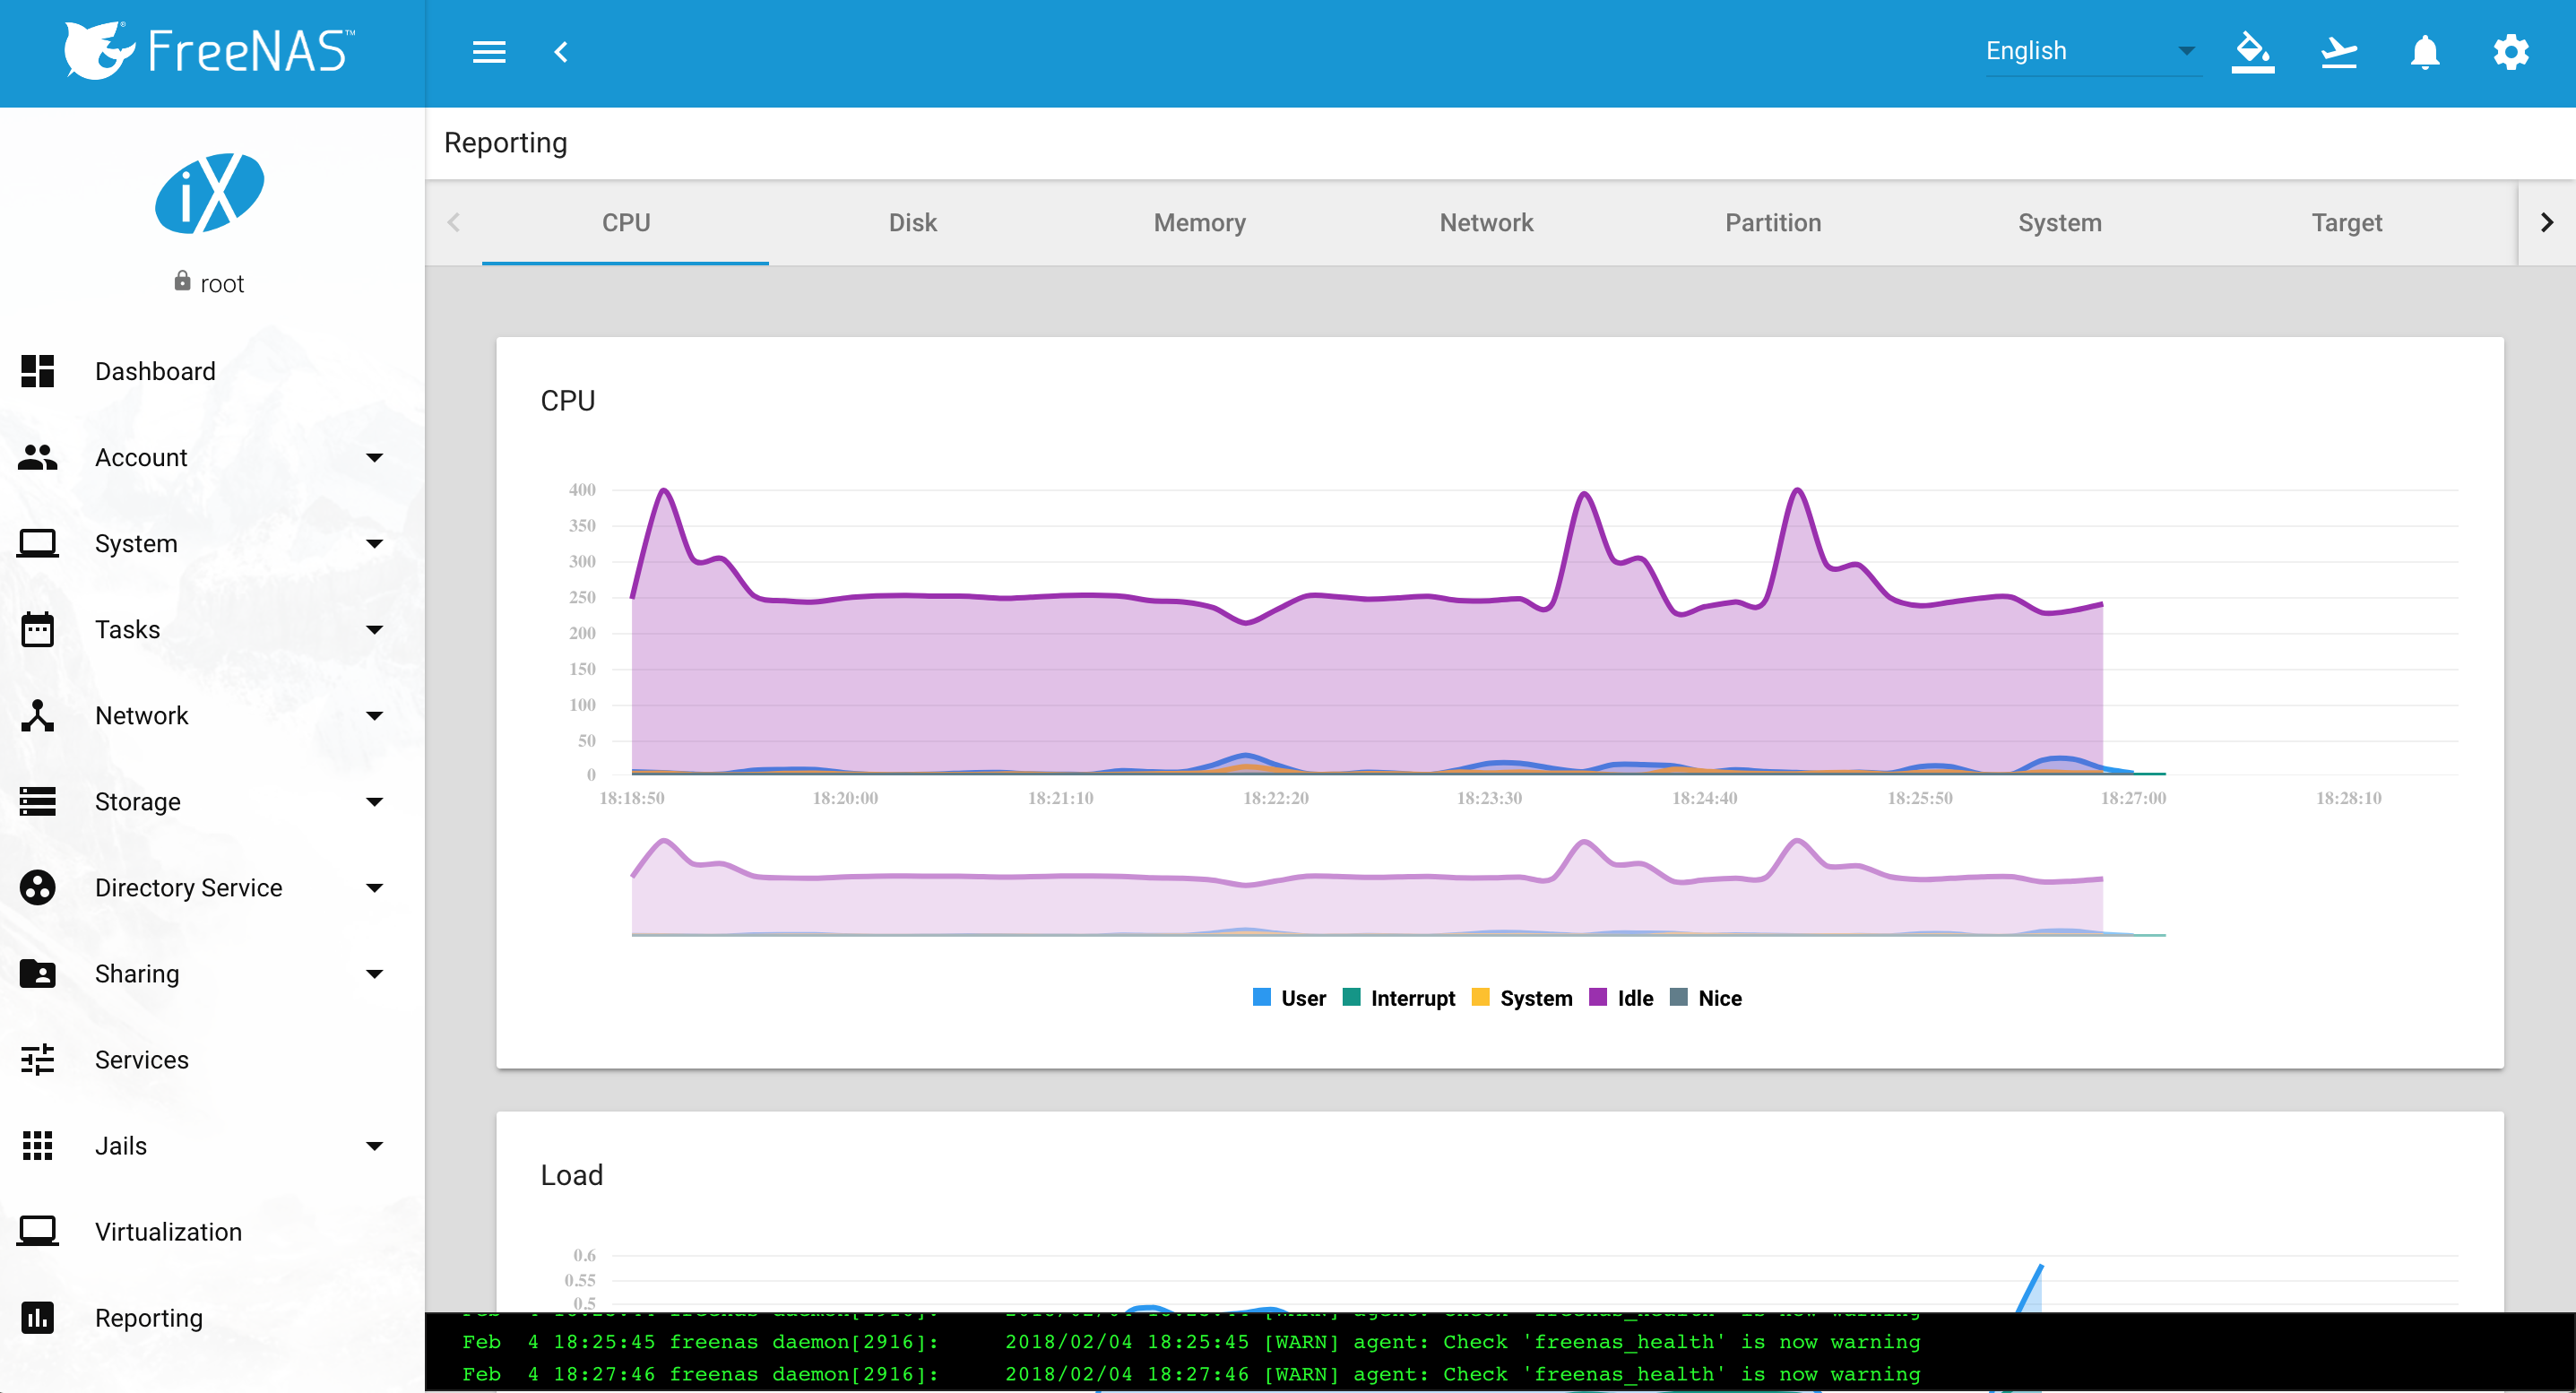 FreeNAS™
English
iX
root
Dashboard
Account
System
Tasks
Network
Storage
Directory Service
Sharing
Services
Jails
Virtualization
Reporting
Reporting
CPU Disk Memory Network Partition System Target
CPU
400
350
300
250
200
150
100
50
0
18:18:50 18:20:00 18:21:10 18:22:20 18:23:30 18:24:40 18:25:50 18:27:00 18:28:10
User Interrupt System Idle Nice
Load
0.6
0.55
0.5
Feb 4 18:25:45 freenas daemon[2916]: 2018/02/04 18:25:45 [WARN] agent: Check 'freenas_health' is now warning
Feb 4 18:27:46 freenas daemon[2916]: 2018/02/04 18:27:46 [WARN] agent: Check 'freenas_health' is now warning